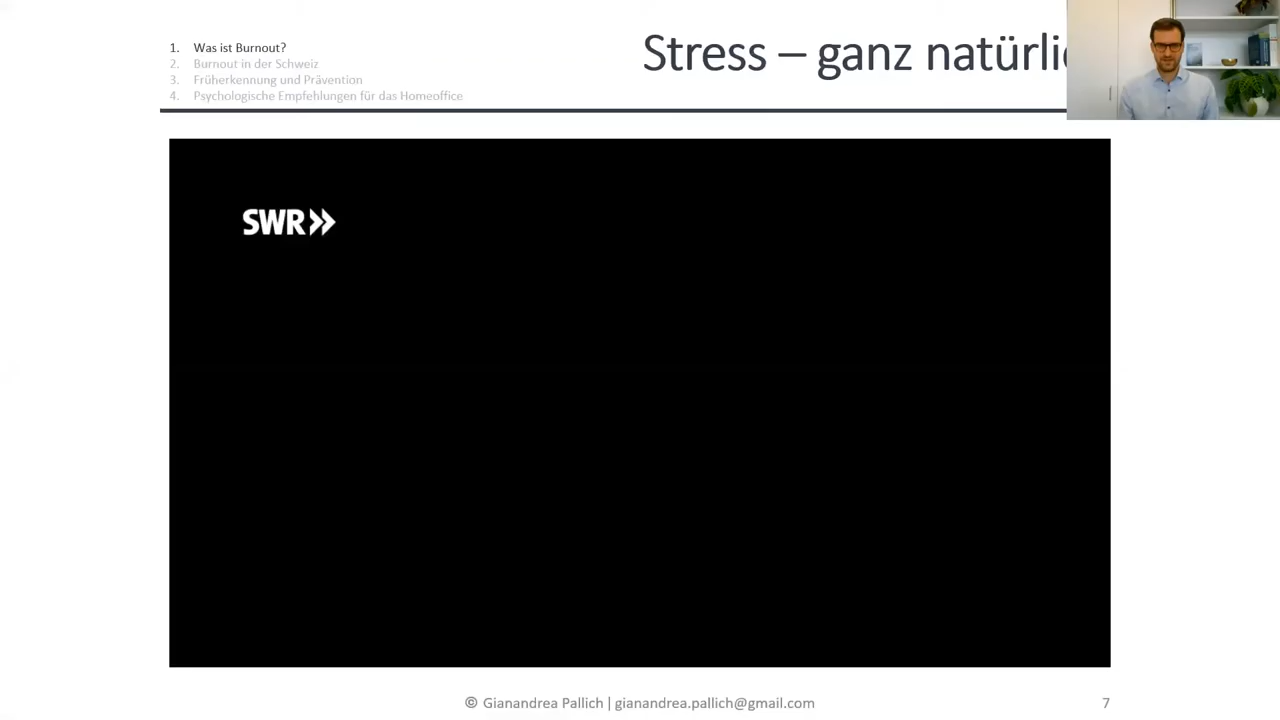 1. Was ist Burnout?
2. Burnout in der Schweiz
3. Früherkennung und Prävention
4. Psychologische Empfehlungen für das Homeoffice
Stress – ganz natürlic
SWR»
© Gianandrea Pallich | gianandrea.pallich@gmail.com
7